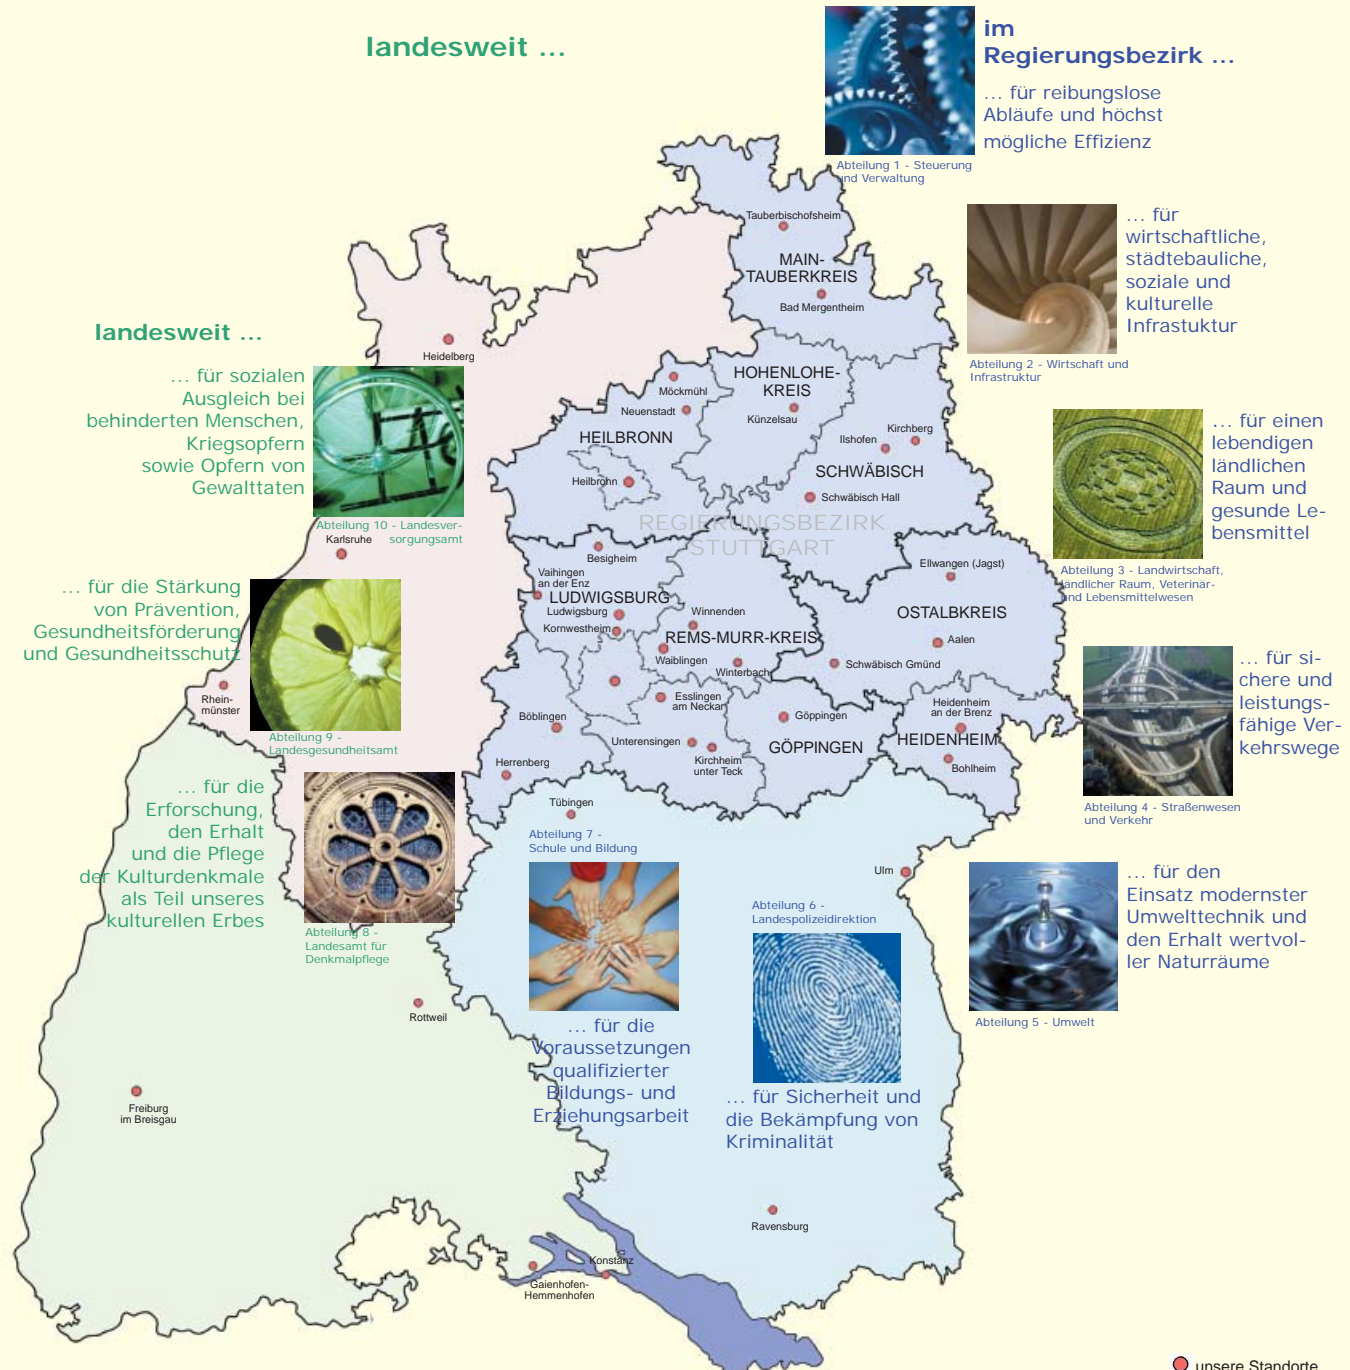 landesweit ...
im
Regierungsbezirk ...
... für reibungslose
Abläufe und höchst
mögliche Effizienz
Abteilung 1 - Steuerung
und Verwaltung
... für
wirtschaftliche,
städtebauliche,
soziale und
kulturelle
Infrastuktur
Abteilung 2 - Wirtschaft und
Infrastruktur
... für einen
lebendigen
ländlichen
Raum und
gesunde Le-
bensmittel
Abteilung 3 - Landwirtschaft,
ländlicher Raum, Veterinär-
und Lebensmittelwesen
... für si-
chere und
leistungs-
fähige Ver-
kehrswege
Abteilung 4 - Straßenwesen
und Verkehr
... für den
Einsatz modernster
Umwelttechnik und
den Erhalt wertvol-
ler Naturräume
Abteilung 5 - Umwelt
Abteilung 6 -
Landespolizeidirektion
... für Sicherheit und
die Bekämpfung von
Kriminalität
Abteilung 7 -
Schule und Bildung
... für die
Voraussetzungen
qualifizierter
Bildungs- und
Erziehungsarbeit
landesweit ...
... für sozialen
Ausgleich bei
behinderten Menschen,
Kriegsopfern
sowie Opfern von
Gewalttaten
Abteilung 10 - Landesver-
sorgungsamt
... für die Stärkung
von Prävention,
Gesundheitsförderung
und Gesundheitsschutz
Abteilung 9 -
Landesgesundheitsamt
... für die
Erforschung,
den Erhalt
und die Pflege
der Kulturdenkmale
als Teil unseres
kulturellen Erbes
Abteilung 8 -
Landesamt für
Denkmalpflege
Tauberbischofsheim
MAIN-
TAUBERKREIS
Bad Mergentheim
Heidelberg
HOHENLOHE-
KREIS
Möckmühl
Neuenstadt
Künzelsau
Kirchberg
Ilshofen
HEILBRONN
Heilbronn
SCHWÄBISCH
Schwäbisch Hall
REGIERUNGSBEZIRK
STUTTGART
Karlsruhe
Besigheim
Vaihingen
an der Enz
LUDWIGSBURG
Ludwigsburg
Kornwestheim
Winnenden
REMS-MURR-KREIS
Waiblingen
Winterbach
Ellwangen (Jagst)
OSTALBKREIS
Aalen
Schwäbisch Gmünd
Rhein-
münster
Esslingen
am Neckar
Böblingen
Göppingen
GÖPPINGEN
Heidenheim
an der Brenz
HEIDENHEIM
Bohlheim
Unterensingen
Kirchheim
unter Teck
Herrenberg
Tübingen
Ulm
Rottweil
Freiburg
im Breisgau
Ravensburg
Konstanz
Gaienhofen-
Hemmenhofen
unsere Standorte